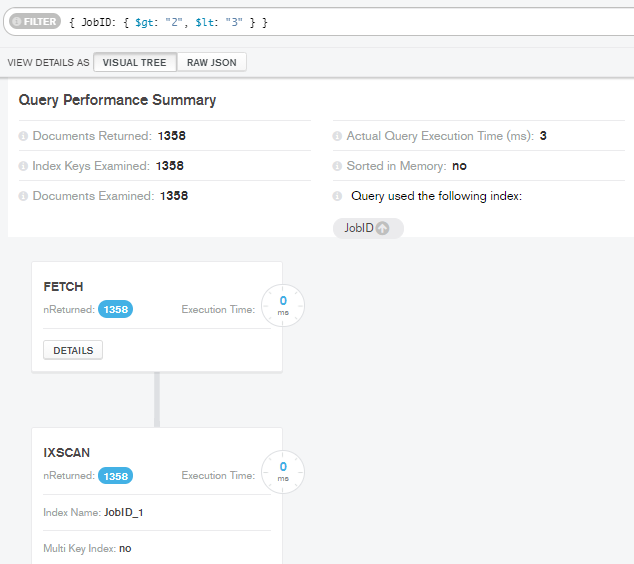 FILTER { JobID: { $gt: "2", $lt: "3" } }
VIEW DETAILS AS VISUAL TREE RAW JSON
Query Performance Summary
Documents Returned: 1358
Actual Query Execution Time (ms): 3
Index Keys Examined: 1358
Sorted in Memory: no
Documents Examined: 1358
Query used the following index:
JobID
FETCH
nReturned: 1358 Execution Time: 0 ms
DETAILS
IXSCAN
nReturned: 1358 Execution Time: 0 ms
Index Name: JobID_1
Multi Key Index: no